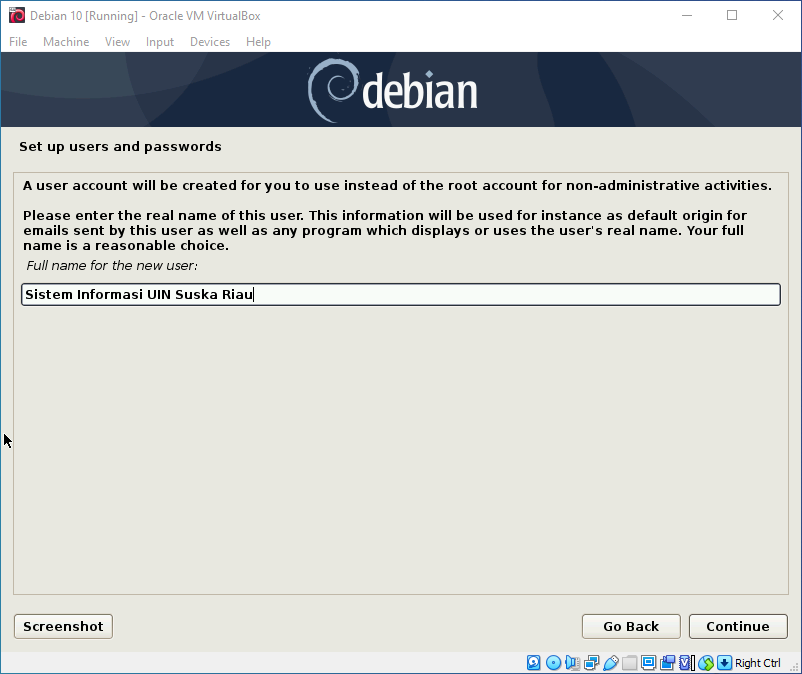 Debian 10 [Running] - Oracle VM VirtualBox
File Machine View Input Devices Help
debian
Set up users and passwords
A user account will be created for you to use instead of the root account for non-administrative activities.
Please enter the real name of this user. This information will be used for instance as default origin for
emails sent by this user as well as any program which displays or uses the user's real name. Your full
name is a reasonable choice.
Full name for the new user:
Sistem Informasi UIN Suska Riau
Screenshot Go Back Continue
Right Ctrl